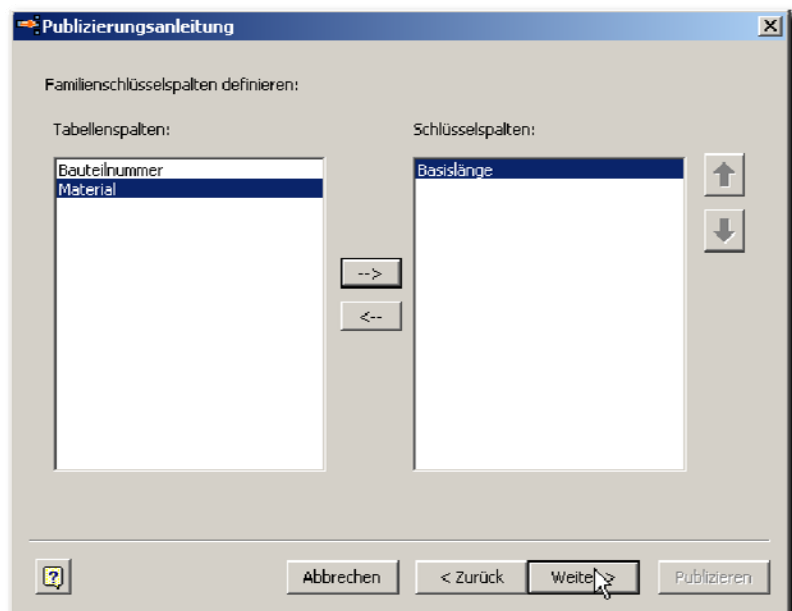 Publizierungsanleitung
Familienschlüsselspalten definieren:
Tabellenspalten:
Schlüsselspalten:
Bauteilnummer
Material
Basislänge
-->
<--
Abbrechen
< Zurück
Weiter >
Publizieren